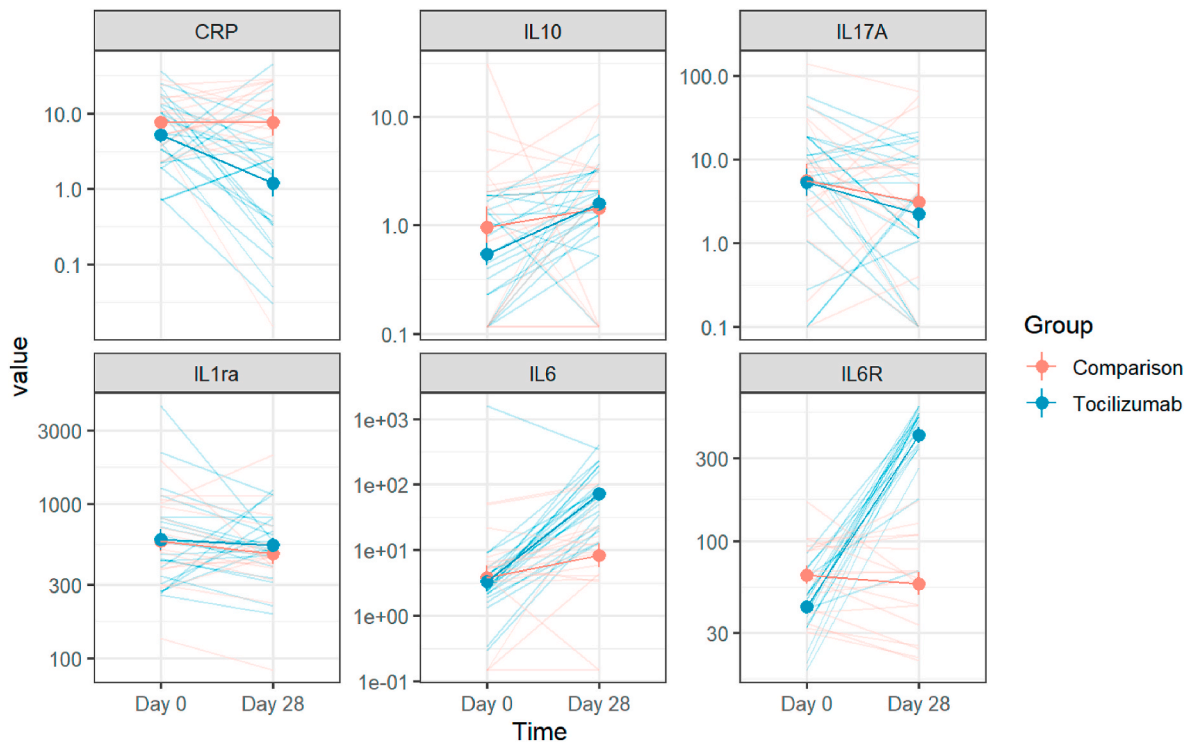 CRP
IL10
IL17A
10.0
1.0
0.1
10.0
1.0
0.1
100.0
10.0
1.0
0.1
value
IL1ra
IL6
IL6R
3000
1000
300
100
1e+03
1e+02
1e+01
1e+00
1e-01
300
100
30
Day 0 Day 28
Day 0 Day 28
Day 0 Day 28
Time
Group
Comparison
Tocilizumab